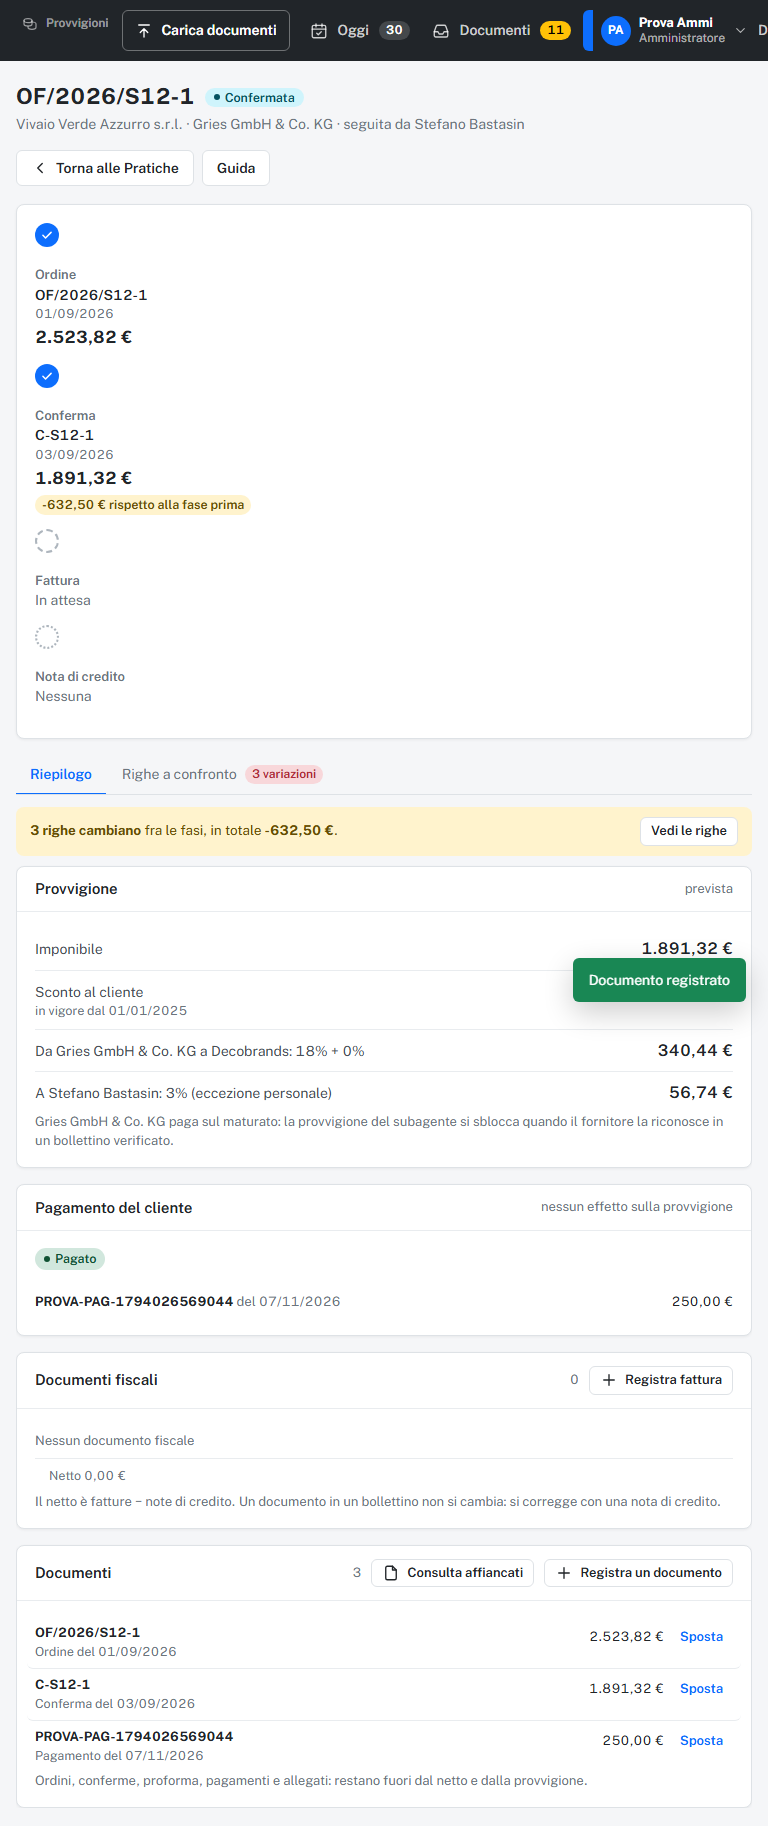 Provvigioni
Carica documenti
Oggi 30
Documenti 11
PA
Prova Ammi
Amministratore
D
OF/2026/S12-1 Confermata
Vivaio Verde Azzurro s.r.l. · Gries GmbH & Co. KG · seguita da Stefano Bastasin
Torna alle Pratiche
Guida
Ordine
OF/2026/S12-1
01/09/2026
2.523,82 €
Conferma
C-S12-1
03/09/2026
1.891,32 €
-632,50 € rispetto alla fase prima
Fattura
In attesa
Nota di credito
Nessuna
Riepilogo
Righe a confronto 3 variazioni
3 righe cambiano fra le fasi, in totale -632,50 €.
Vedi le righe
Provvigione prevista
Imponibile 1.891,32 €
Documento registrato
Sconto al cliente
in vigore dal 01/01/2025
Da Gries GmbH & Co. KG a Decobrands: 18% + 0% 340,44 €
A Stefano Bastasin: 3% (eccezione personale) 56,74 €
Gries GmbH & Co. KG paga sul maturato: la provvigione del subagente si sblocca quando il fornitore la riconosce in
un bollettino verificato.
Pagamento del cliente nessun effetto sulla provvigione
Pagato
PROVA-PAG-1794026569044 del 07/11/2026 250,00 €
Documenti fiscali 0 Registra fattura
Nessun documento fiscale
Netto 0,00 €
Il netto è fatture − note di credito. Un documento in un bollettino non si cambia: si corregge con una nota di credito.
Documenti 3 Consulta affiancati Registra un documento
OF/2026/S12-1
Ordine del 01/09/2026
2.523,82 € Sposta
C-S12-1
Conferma del 03/09/2026
1.891,32 € Sposta
PROVA-PAG-1794026569044
Pagamento del 07/11/2026
250,00 € Sposta
Ordini, conferme, proforma, pagamenti e allegati: restano fuori dal netto e dalla provvigione.